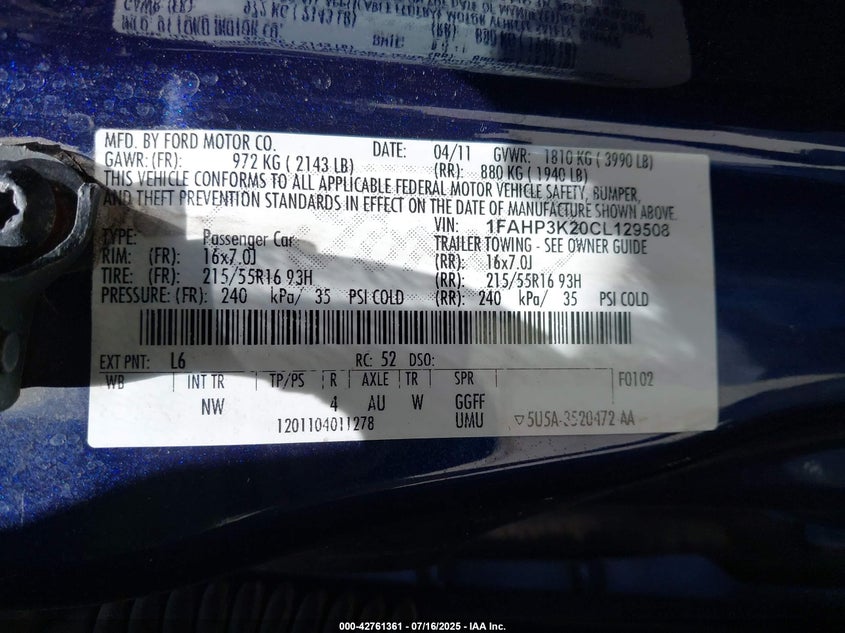 MFD. BY FORD MOTOR CO. DATE: 04/11 GVWR: 1810 KG ( 3990 LB)
GAWR: (FR): 972 KG ( 2143 LB) (RR): 880 KG ( 1940 LB)
THIS VEHICLE CONFORMS TO ALL APPLICABLE FEDERAL MOTOR VEHICLE SAFETY, BUMPER,
AND THEFT PREVENTION STANDARDS IN EFFECT ON THE DATE OF MANUFACTURE SHOWN ABOVE.
VIN: 1FAHP3K20CL129508
TYPE: Passenger Car TRAILER TOWING - SEE OWNER GUIDE
RIM: (FR): 16x7.0J (RR): 16x7.0J
TIRE: (FR): 215/55R16 93H (RR): 215/55R16 93H
PRESSURE: (FR): 240 kPa/ 35 PSI COLD (RR): 240 kPa/ 35 PSI COLD
EXT PNT: L6 RC: 52 DSO:
WB INT TR TP/PS R AXLE TR SPR F0102
NW 4 AU W GGFF
1201104011278 UMU ▽5U5A-3520472-AA
000-42761361 - 07/16/2025 - IAA Inc.